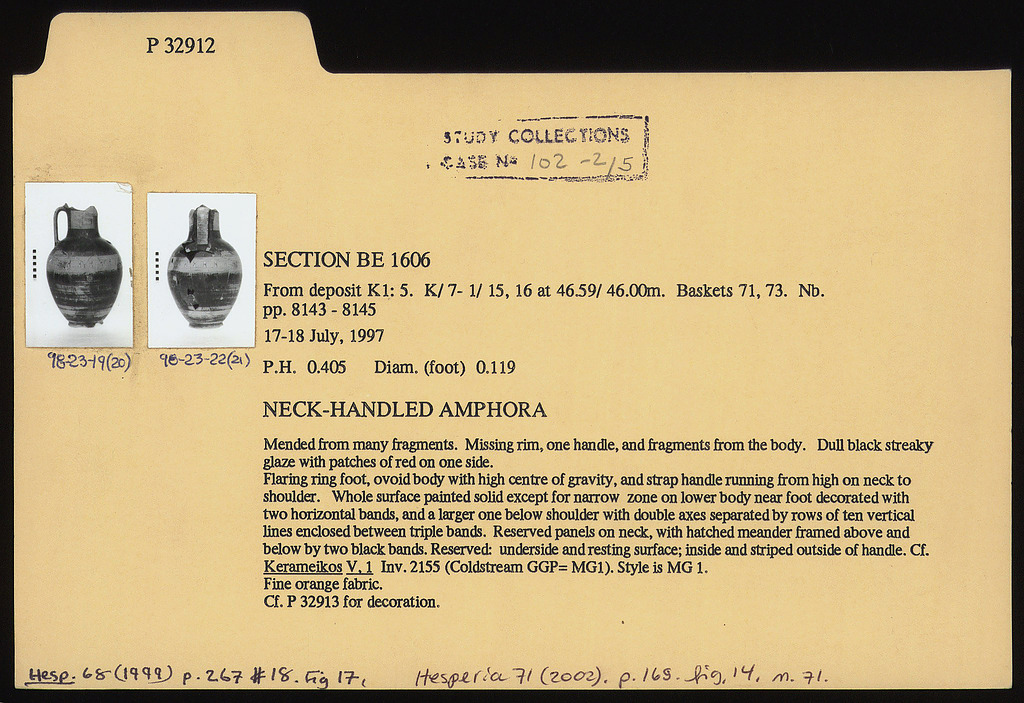 P 32912
STUDY COLLECTIONS
CASE Nº 102 -2/5
98-23-19(20)
98-23-22(21)
SECTION BE 1606
From deposit K1: 5. K/ 7- 1/ 15, 16 at 46.59/ 46.00m. Baskets 71, 73. Nb.
pp. 8143 - 8145
17-18 July, 1997
P.H. 0.405 Diam. (foot) 0.119
NECK-HANDLED AMPHORA
Mended from many fragments. Missing rim, one handle, and fragments from the body. Dull black streaky
glaze with patches of red on one side.
Flaring ring foot, ovoid body with high centre of gravity, and strap handle running from high on neck to
shoulder. Whole surface painted solid except for narrow zone on lower body near foot decorated with
two horizontal bands, and a larger one below shoulder with double axes separated by rows of ten vertical
lines enclosed between triple bands. Reserved panels on neck, with hatched meander framed above and
below by two black bands. Reserved: underside and resting surface; inside and striped outside of handle. Cf.
Kerameikos V, 1 Inv. 2155 (Coldstream GGP= MG1). Style is MG 1.
Fine orange fabric.
Cf. P 32913 for decoration.
Hesp. 68 (1999) p. 267 #18. Fig 17,
Hesperia 71 (2002). p. 169. fig. 14. n. 71.